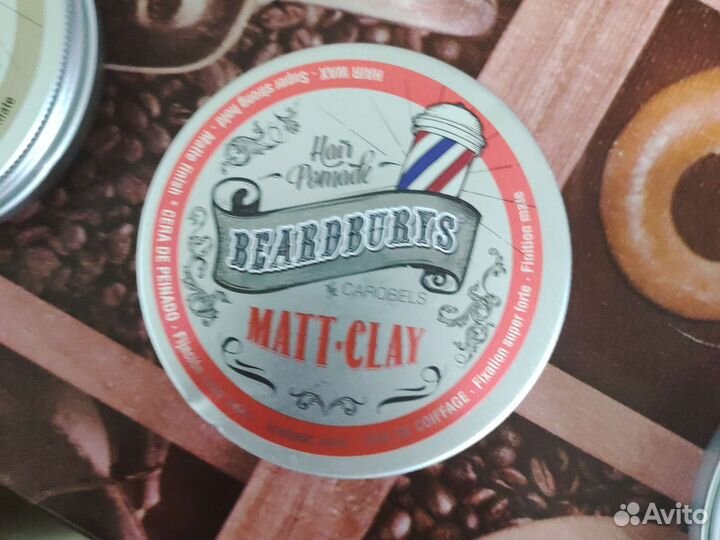 Hair
Pomade
BEARDBURYS
by CAROBELS
MATT·CLAY
HAIR WAX · Super strong hold · Matte finish · CERA DE PEINADO · Fijación
DE COIFFAGE · Fixation super forte · Finition mate
Avito